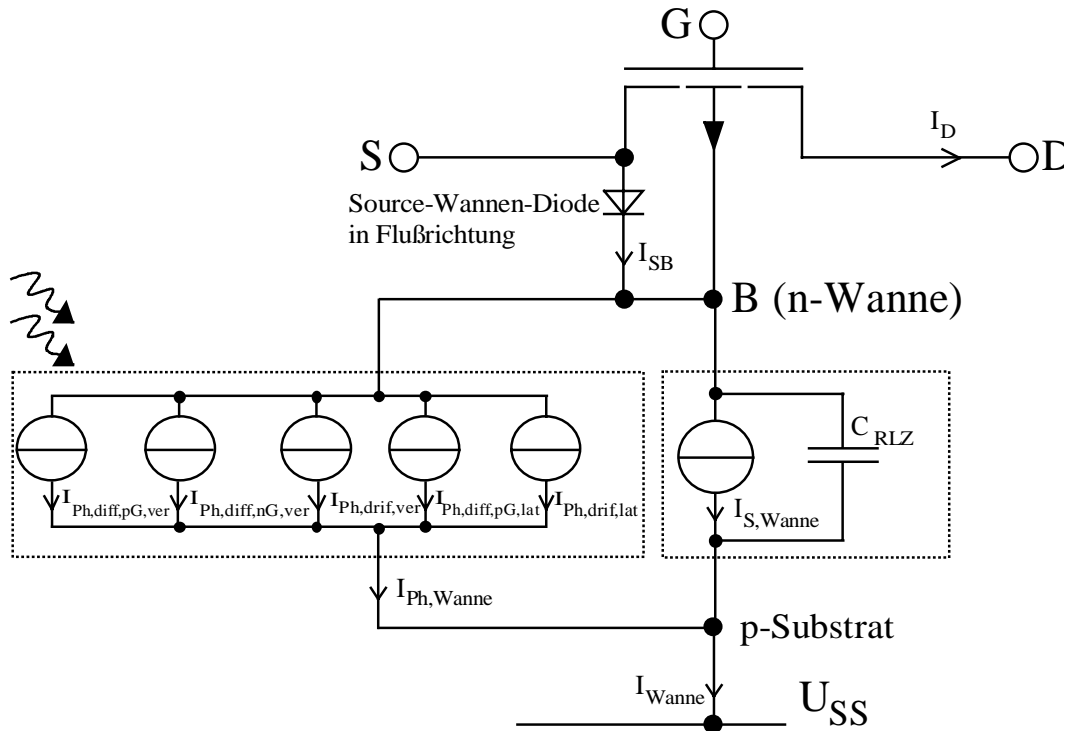 G
I_D
S
D
Source-Wannen-Diode
in Flußrichtung
I_SB
B (n-Wanne)
C_RLZ
I_Ph,diff,pG,ver
I_Ph,diff,nG,ver
I_Ph,drif,ver
I_Ph,diff,pG,lat
I_Ph,drif,lat
I_S,Wanne
I_Ph,Wanne
p-Substrat
I_Wanne
U_SS